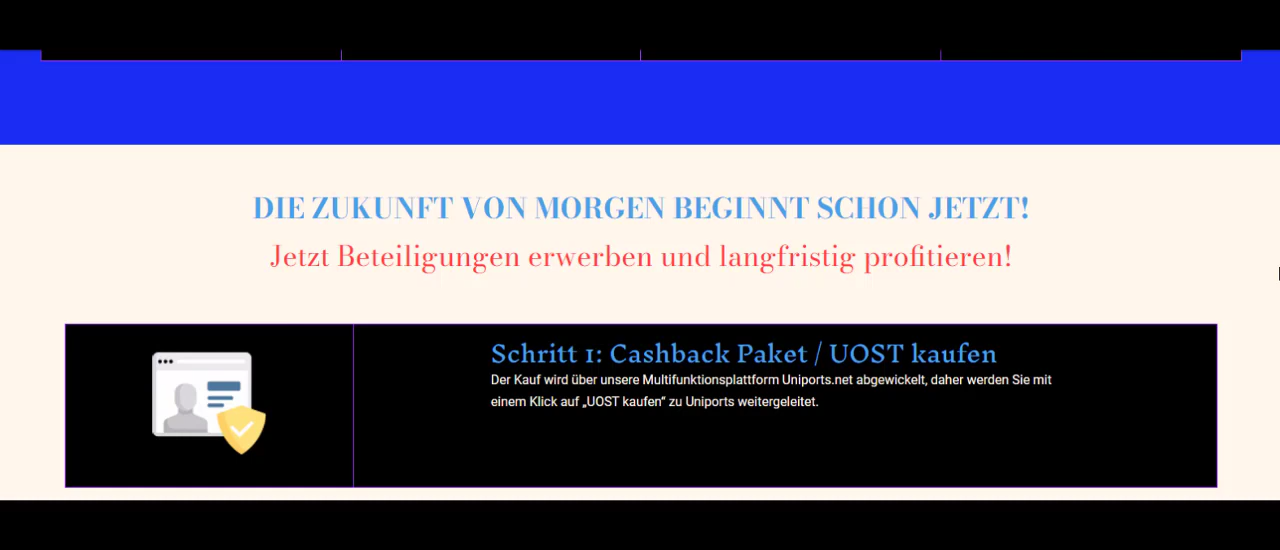 DIE ZUKUNFT VON MORGEN BEGINNT SCHON JETZT!
Jetzt Beteiligungen erwerben und langfristig profitieren!
Schritt 1: Cashback Paket / UOST kaufen
Der Kauf wird über unsere Multifunktionsplattform Uniports.net abgewickelt, daher werden Sie mit
einem Klick auf „UOST kaufen“ zu Uniports weitergeleitet.